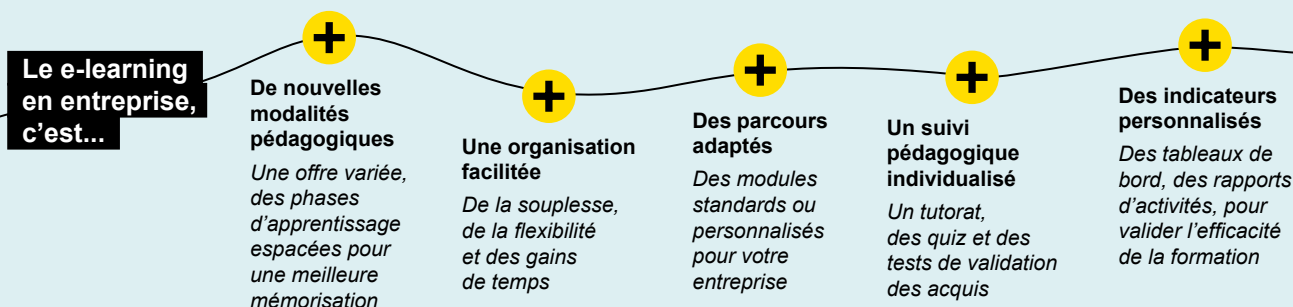 Le e-learning
en entreprise,
c'est...
De nouvelles
modalités
pédagogiques
Une offre variée,
des phases
d'apprentissage
espacées pour
une meilleure
mémorisation
Une organisation
facilitée
De la souplesse,
de la flexibilité
et des gains
de temps
Des parcours
adaptés
Des modules
standards ou
personnalisés
pour votre
entreprise
Un suivi
pédagogique
individualisé
Un tutorat,
des quiz et des
tests de validation
des acquis
Des indicateurs
personnalisés
Des tableaux de
bord, des rapports
d'activités, pour
valider l'efficacité
de la formation